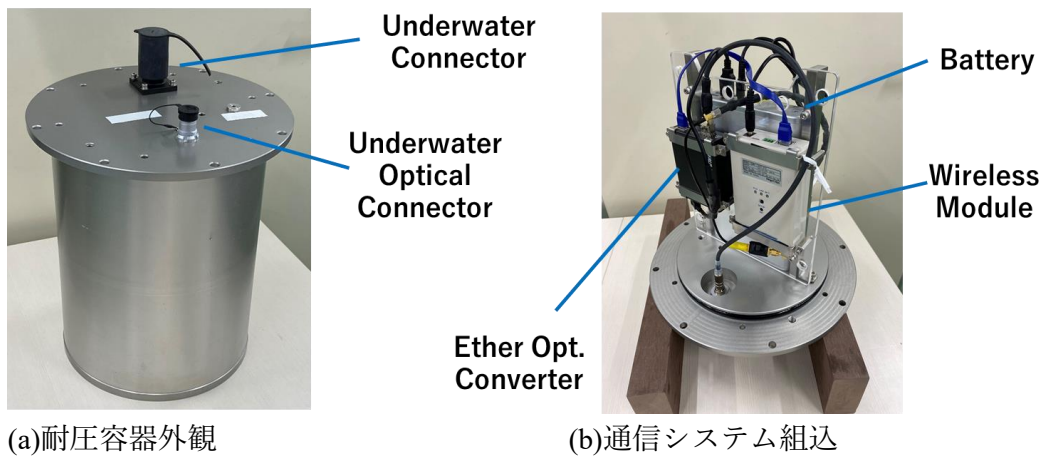 Underwater
Connector
Underwater
Optical
Connector
Battery
Wireless
Module
Ether Opt.
Converter
(a)耐圧容器外観
(b)通信システム組込